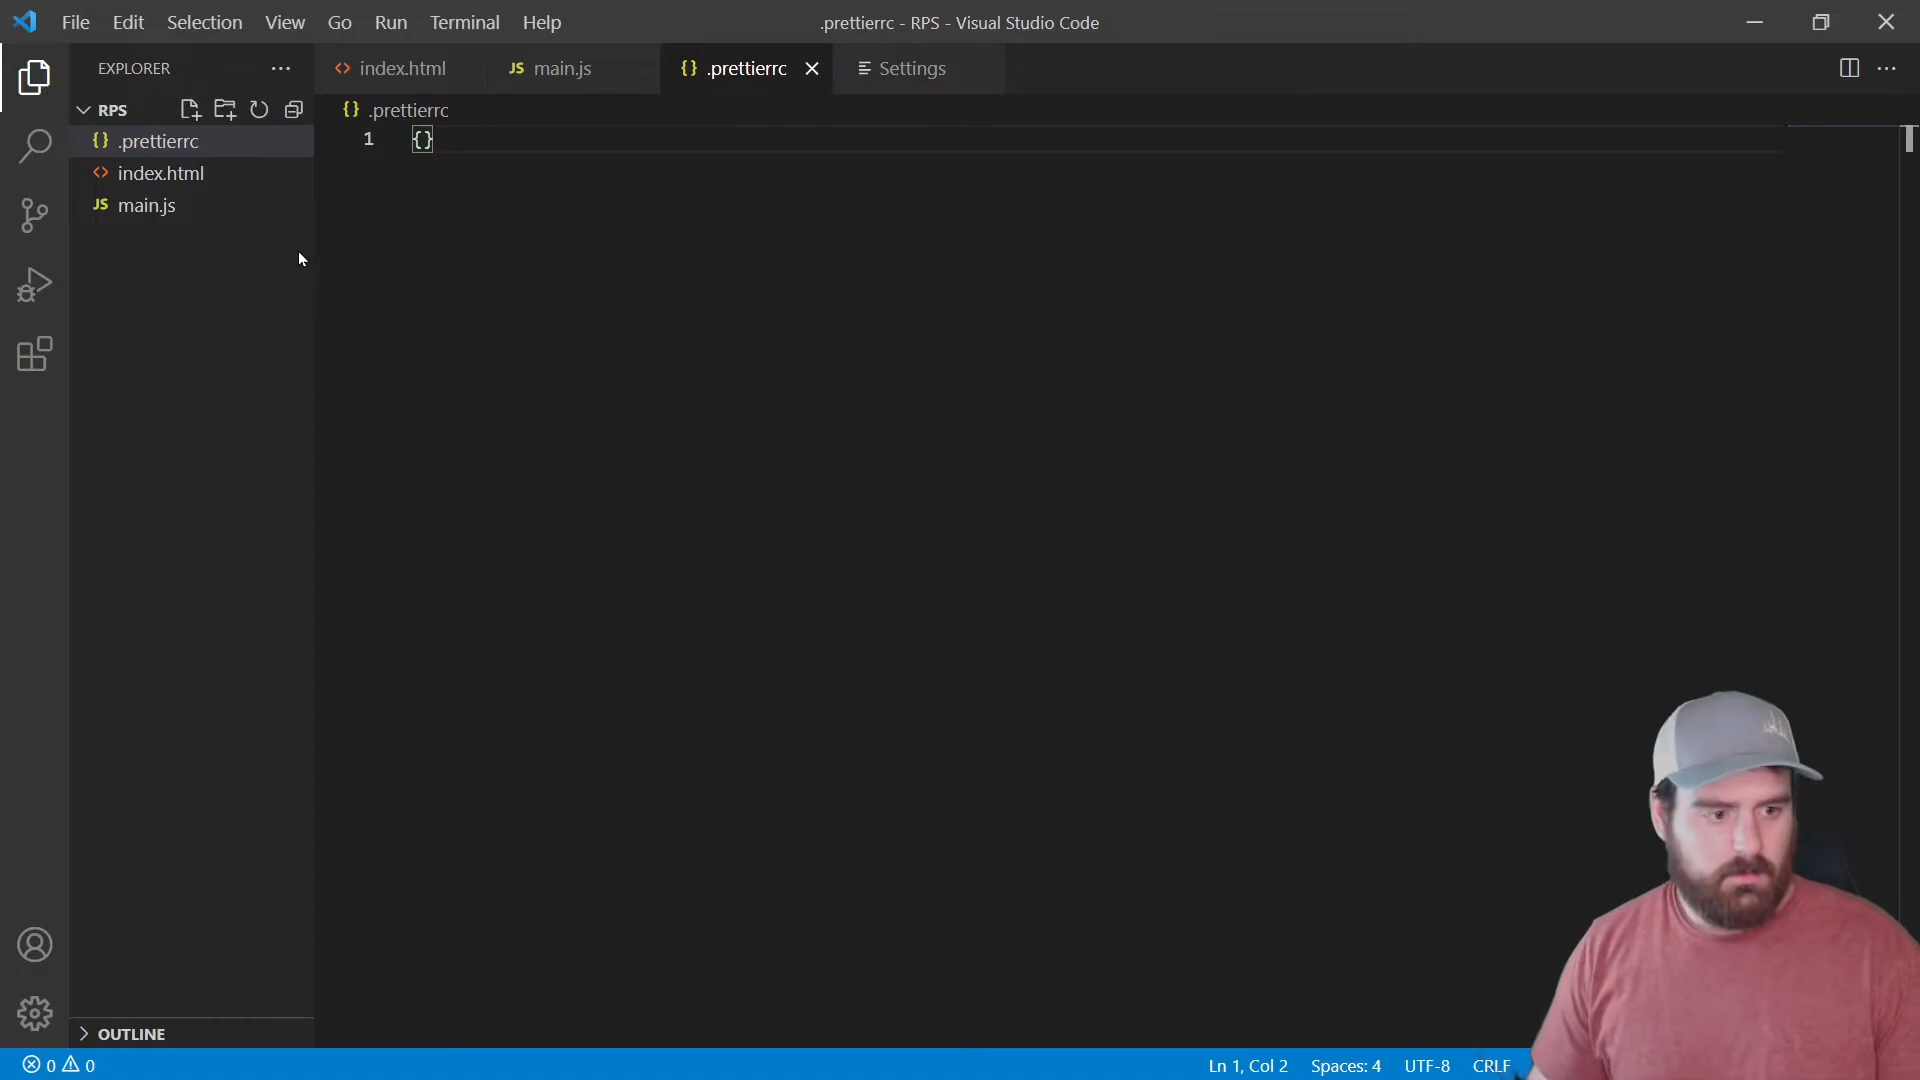 File Edit Selection View Go Run Terminal Help
.prettierrc - RPS - Visual Studio Code
EXPLORER
index.html
JS main.js
{} .prettierrc
Settings
RPS
{} .prettierrc
{} .prettierrc
index.html
JS main.js
1 {}
OUTLINE
0 0
Ln 1, Col 2 Spaces: 4 UTF-8 CRLF